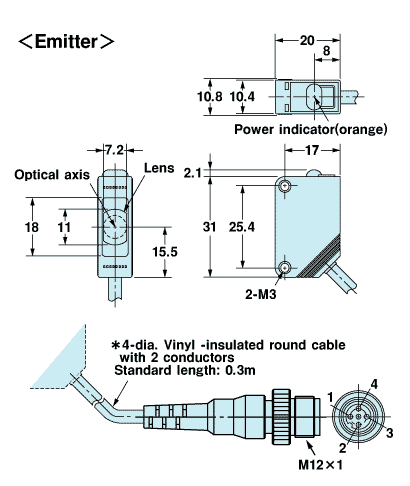 <Emitter>
20
8
10.8
10.4
Power indicator(orange)
7.2
Lens
Optical axis
2.1
17
18
11
15.5
31
25.4
2-M3
*4-dia. Vinyl -insulated round cable
with 2 conductors
Standard length: 0.3m
1
4
2
3
M12×1